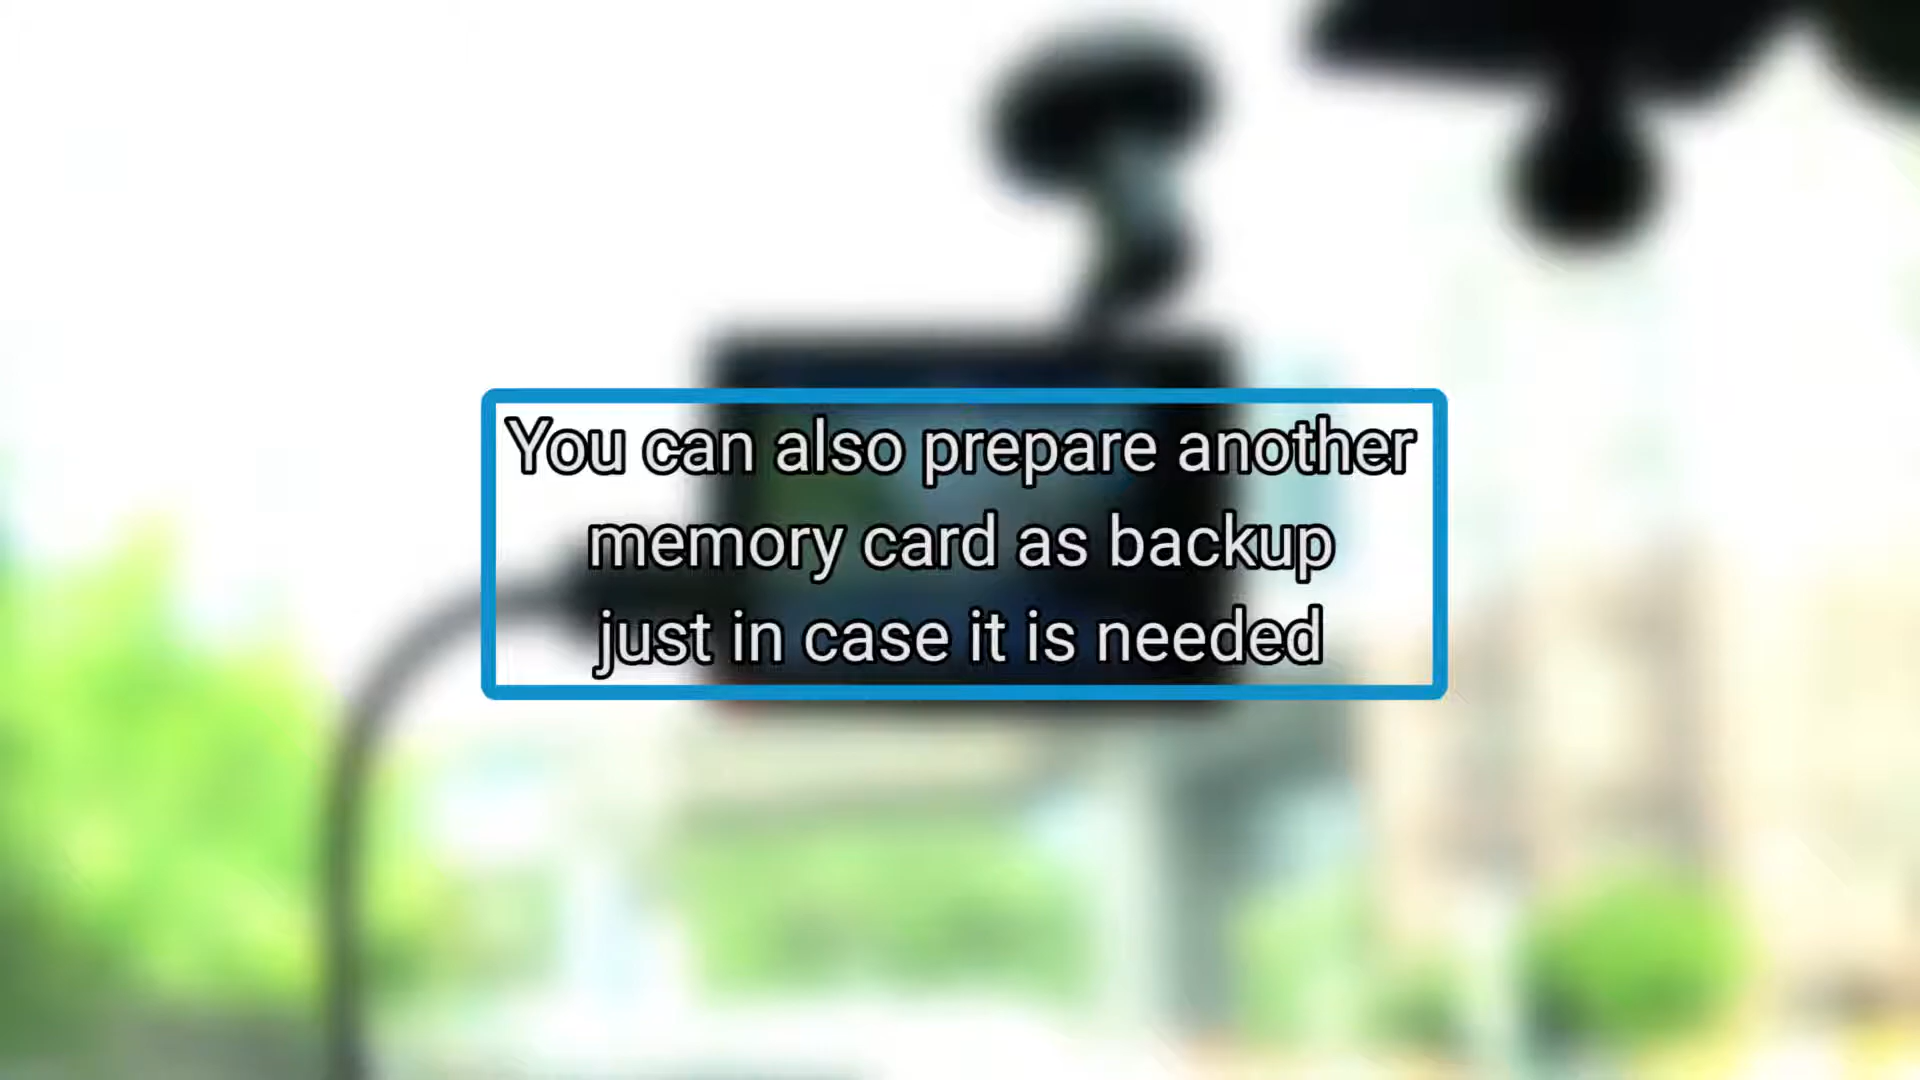 You can also prepare another
memory card as backup
just in case it is needed